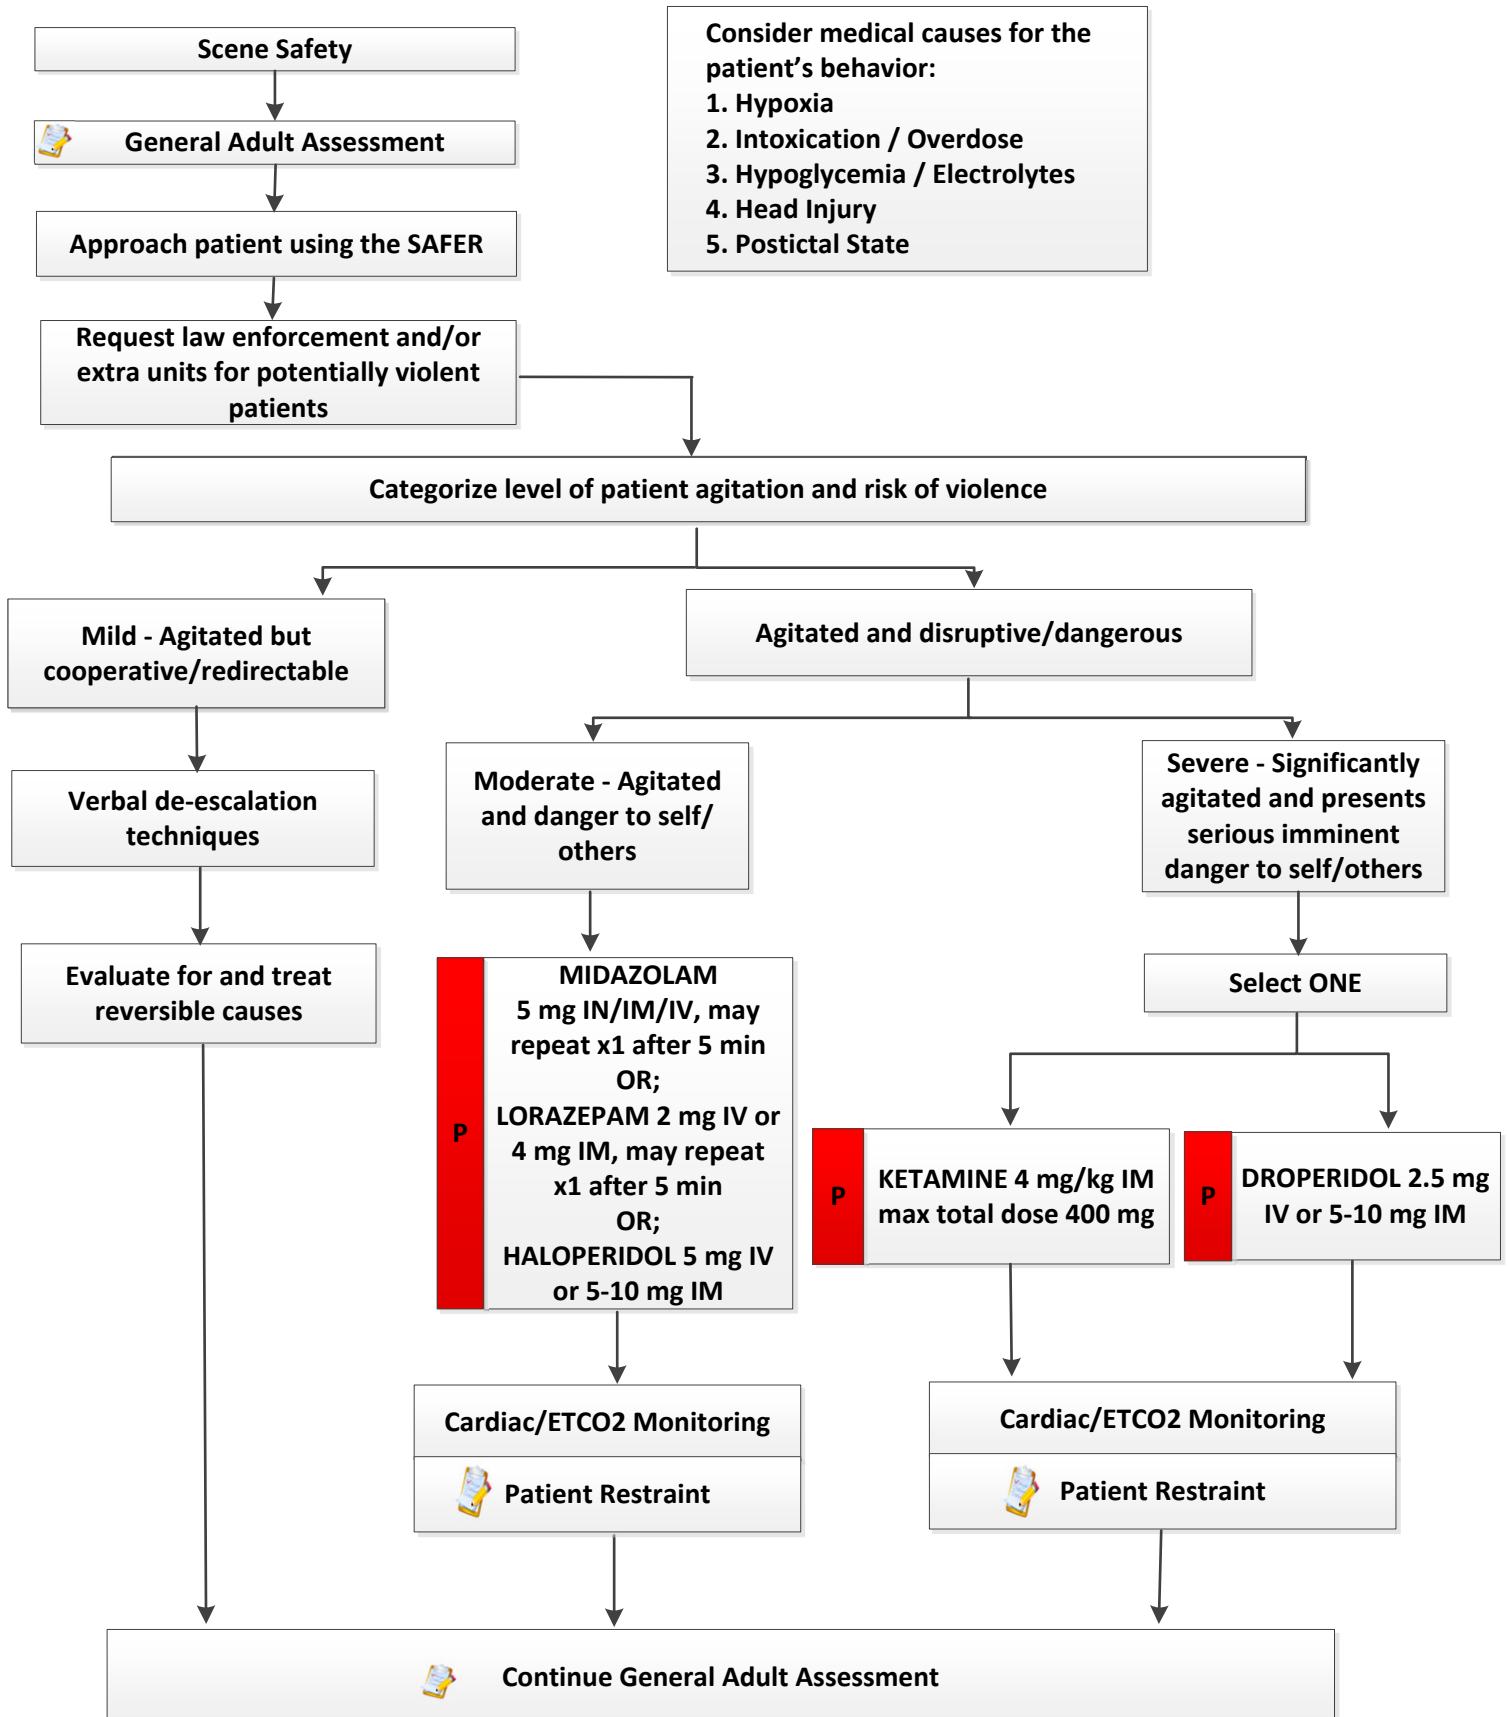 Scene Safety
General Adult Assessment
Approach patient using the SAFER
Request law enforcement and/or
extra units for potentially violent
patients
Consider medical causes for the
patient’s behavior:
1. Hypoxia
2. Intoxication / Overdose
3. Hypoglycemia / Electrolytes
4. Head Injury
5. Postictal State
Categorize level of patient agitation and risk of violence
Mild - Agitated but
cooperative/redirectable
Verbal de-escalation
techniques
Evaluate for and treat
reversible causes
Agitated and disruptive/dangerous
Moderate - Agitated
and danger to self/
others
P
MIDAZOLAM
5 mg IN/IM/IV, may
repeat x1 after 5 min
OR;
LORAZEPAM 2 mg IV or
4 mg IM, may repeat
x1 after 5 min
OR;
HALOPERIDOL 5 mg IV
or 5-10 mg IM
Cardiac/ETCO2 Monitoring
Patient Restraint
Severe - Significantly
agitated and presents
serious imminent
danger to self/others
Select ONE
P
KETAMINE 4 mg/kg IM
max total dose 400 mg
P
DROPERIDOL 2.5 mg
IV or 5-10 mg IM
Cardiac/ETCO2 Monitoring
Patient Restraint
Continue General Adult Assessment